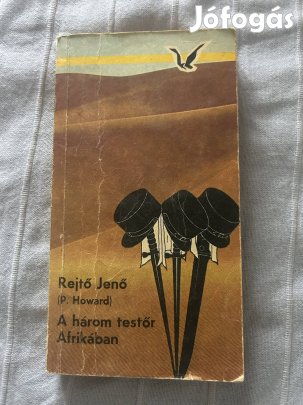 Jófogás
Rejtő Jenő
(P. Howard)
A három testőr
Afrikában